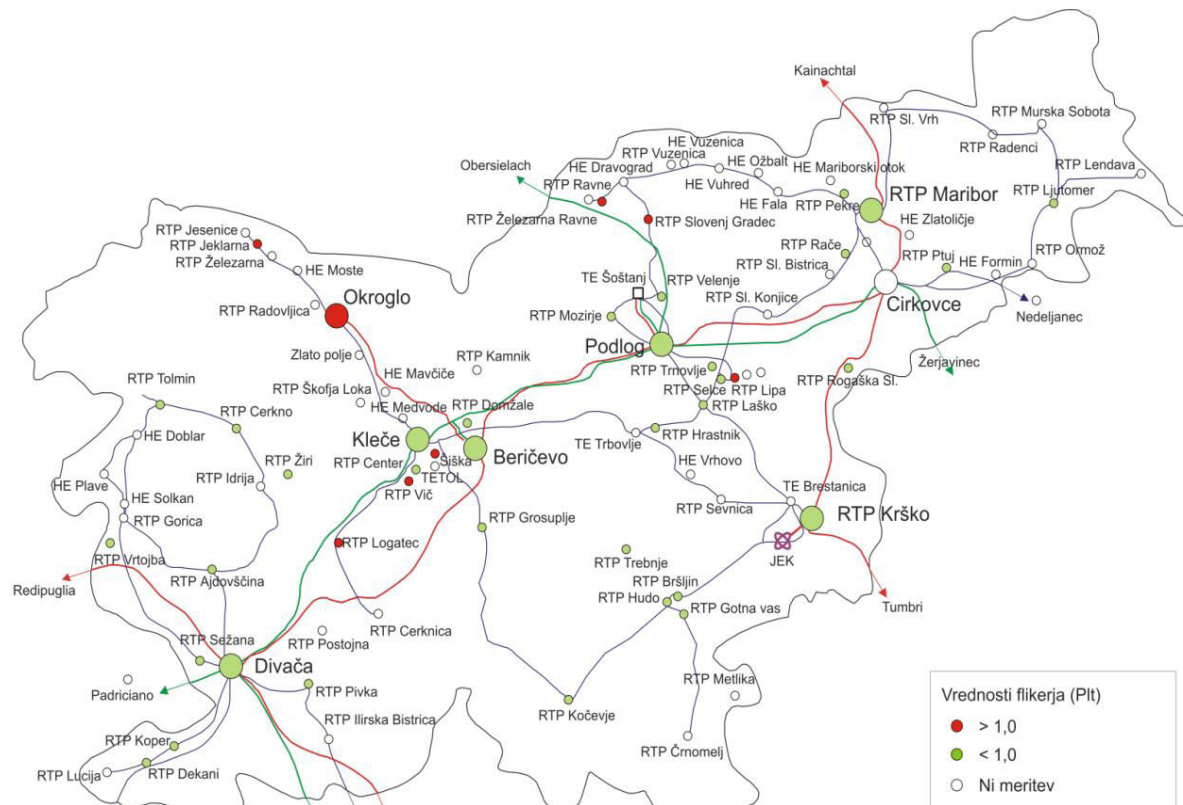 Kainachtal
RTP Sl. Vrh
RTP Murska Sobota
RTP Radenci
HE Vuzenica
RTP Vuzenica
HE Dravograd
HE Ožbalt
HE Mariborski otok
RTP Lendava
Obersielach
RTP Ravne
HE Vuhred
HE Fala
RTP Pekre
RTP Maribor
RTP Ljutomer
RTP Železarna Ravne
RTP Slovenj Gradec
HE Zlatoličje
RTP Jesenice
RTP Jeklarna
RTP Železarna
HE Moste
RTP Rače
RTP Sl. Bistrica
RTP Ptuj
HE Formin
RTP Ormož
TE Šoštanj
RTP Velenje
RTP Radovljica
Okroglo
RTP Mozirje
RTP Sl. Konjice
Cirkovce
Nedeljanec
Podlog
Zlato polje
RTP Kamnik
Žerjavinec
RTP Trnovlje
RTP Selce
RTP Lipa
RTP Rogaška Sl.
RTP Tolmin
RTP Škofja Loka
HE Mavčiče
HE Medvode
RTP Domžale
RTP Laško
RTP Cerkno
HE Doblar
Kleče
Beričevo
TE Trbovlje
RTP Hrastnik
RTP Žiri
RTP Center
Šiška
TETOL
RTP Vič
HE Vrhovo
HE Plave
RTP Idrija
HE Solkan
RTP Gorica
TE Brestanica
RTP Sevnica
RTP Krško
RTP Grosuplje
RTP Logatec
RTP Vrtojba
RTP Trebnje
JEK
RTP Ajdovščina
Redipuglia
RTP Bršljin
RTP Hudo
RTP Gotna vas
Tumbri
RTP Cerknica
RTP Postojna
RTP Sežana
Divača
Padriciano
RTP Pivka
RTP Metlika
RTP Kočevje
RTP Ilirska Bistrica
RTP Koper
RTP Črnomelj
RTP Lucija
RTP Dekani
Vrednosti flikerja (Plt)
> 1,0
< 1,0
Ni meritev